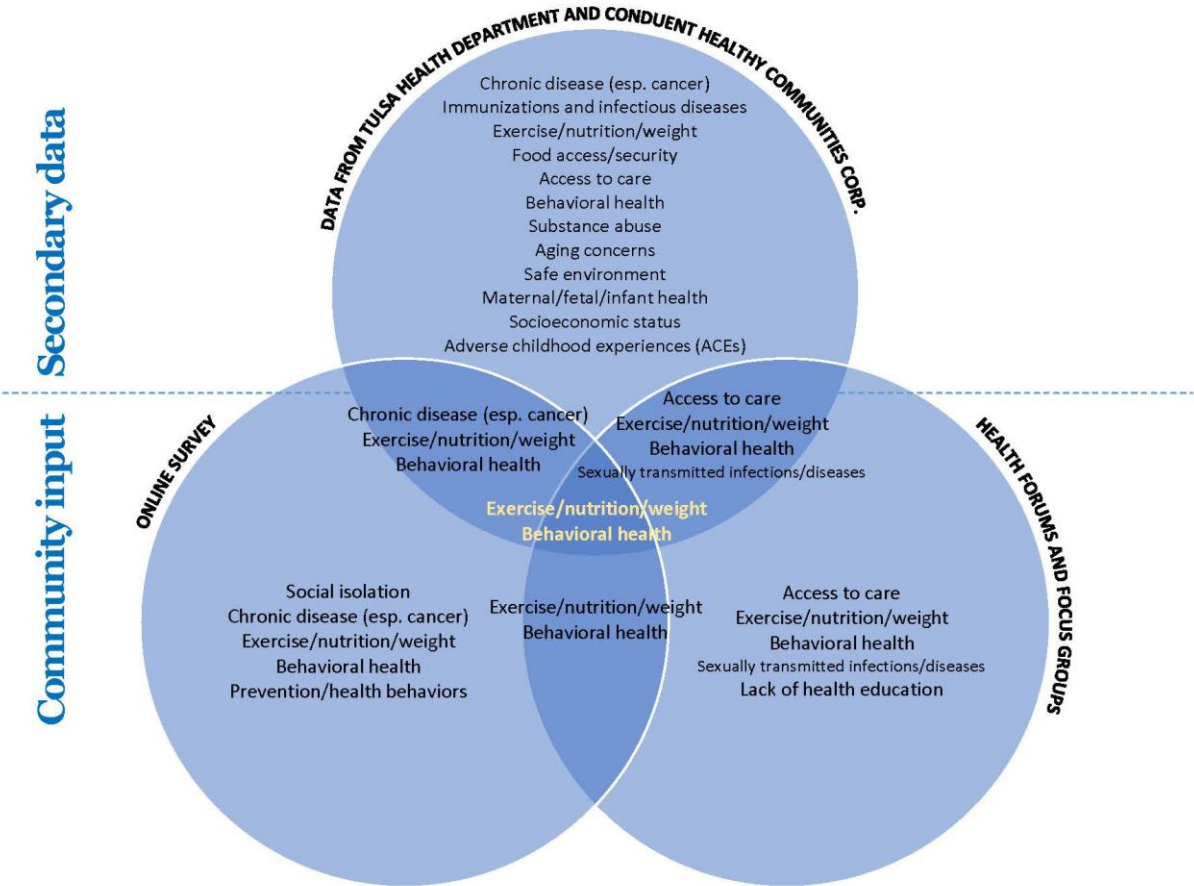 DATA FROM TULSA HEALTH DEPARTMENT AND CONDUENT HEALTHY COMMUNITIES CORP.
Secondary data
Chronic disease (esp. cancer)
Immunizations and infectious diseases
Exercise/nutrition/weight
Food access/security
Access to care
Behavioral health
Substance abuse
Aging concerns
Safe environment
Maternal/fetal/infant health
Socioeconomic status
Adverse childhood experiences (ACEs)
Community input
ONLINE SURVEY
Chronic disease (esp. cancer)
Exercise/nutrition/weight
Behavioral health
Access to care
Exercise/nutrition/weight
Behavioral health
Sexually transmitted infections/diseases
HEALTH FORUMS AND FOCUS GROUPS
Exercise/nutrition/weight
Behavioral health
Social isolation
Chronic disease (esp. cancer)
Exercise/nutrition/weight
Behavioral health
Prevention/health behaviors
Exercise/nutrition/weight
Behavioral health
Access to care
Exercise/nutrition/weight
Behavioral health
Sexually transmitted infections/diseases
Lack of health education